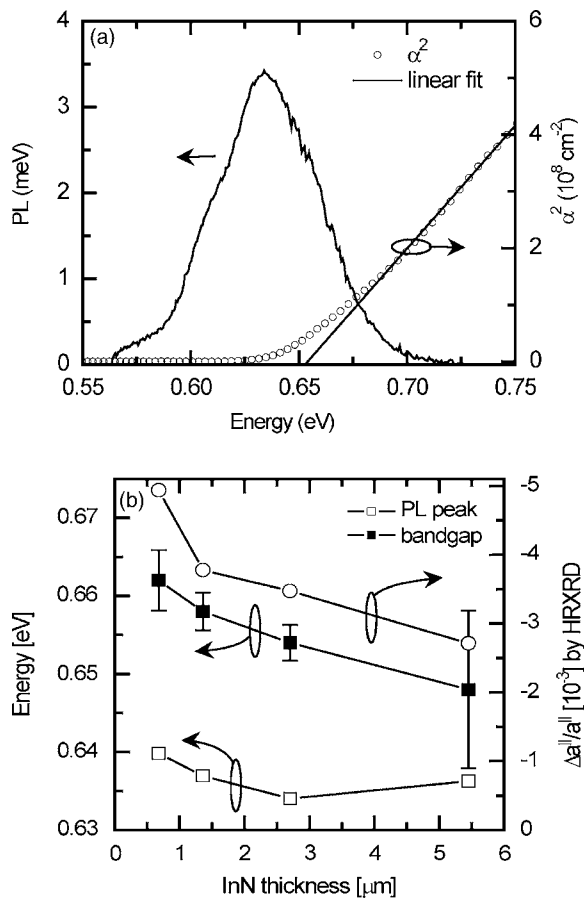 (a)
α²
linear fit
PL (meV)
4
3
2
1
0
α² (10⁸ cm⁻²)
6
4
2
0
0.55 0.60 0.65 0.70 0.75
Energy (eV)
(b)
PL peak
bandgap
Energy [eV]
0.67
0.66
0.65
0.64
0.63
Δa||/a|| [10⁻³] by HRXRD
-5
-4
-3
-2
-1
0
0 1 2 3 4 5 6
InN thickness [μm]